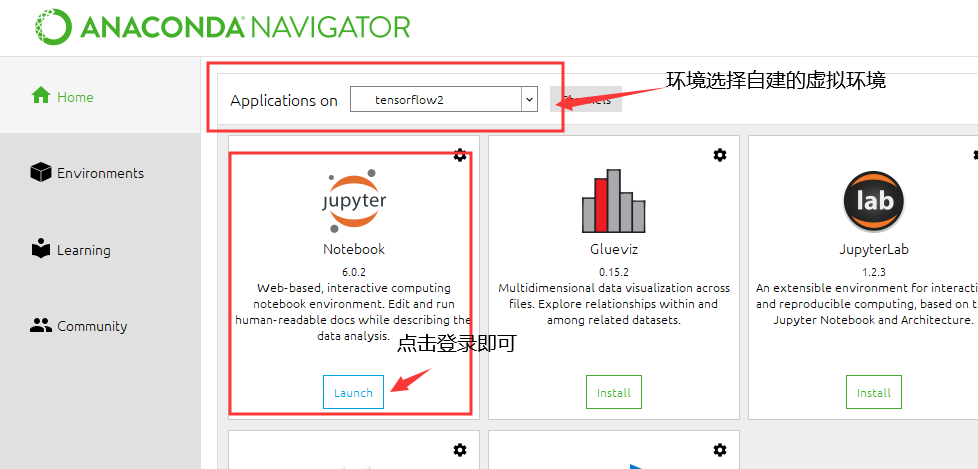 ANACONDA NAVIGATOR
Home
Environments
Learning
Community
Applications on
tensorflow2
环境选择自建的虚拟环境
jupyter
Notebook
6.0.2
Web-based, interactive computing
notebook environment. Edit and run
human-readable docs while describing the
data analysis.
点击登录即可
Launch
Glueviz
0.15.2
Multidimensional data visualization across
files. Explore relationships within and
among related datasets.
Install
lab
JupyterLab
1.2.3
An extensible environment for interacti
and reproducible computing, based on t
Jupyter Notebook and Architecture.
Install